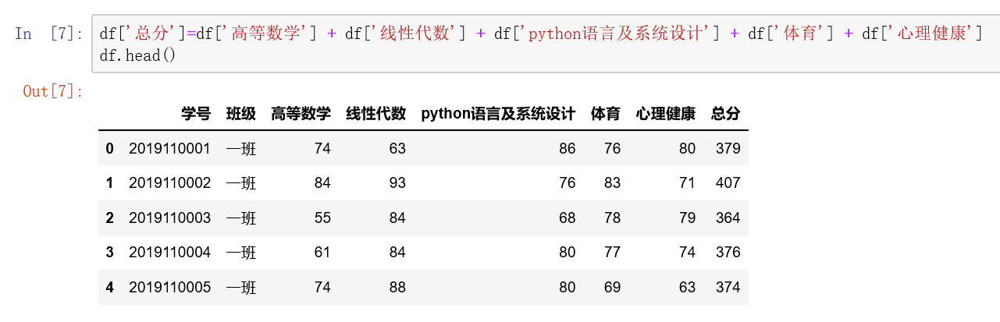 In [7]: df['总分']=df['高等数学'] + df['线性代数'] + df['python语言及系统设计'] + df['体育'] + df['心理健康']
df.head()
Out[7]:
学号 班级 高等数学 线性代数 python语言及系统设计 体育 心理健康 总分
0 2019110001 一班 74 63 86 76 80 379
1 2019110002 一班 84 93 76 83 71 407
2 2019110003 一班 55 84 68 78 79 364
3 2019110004 一班 61 84 80 77 74 376
4 2019110005 一班 74 88 80 69 63 374